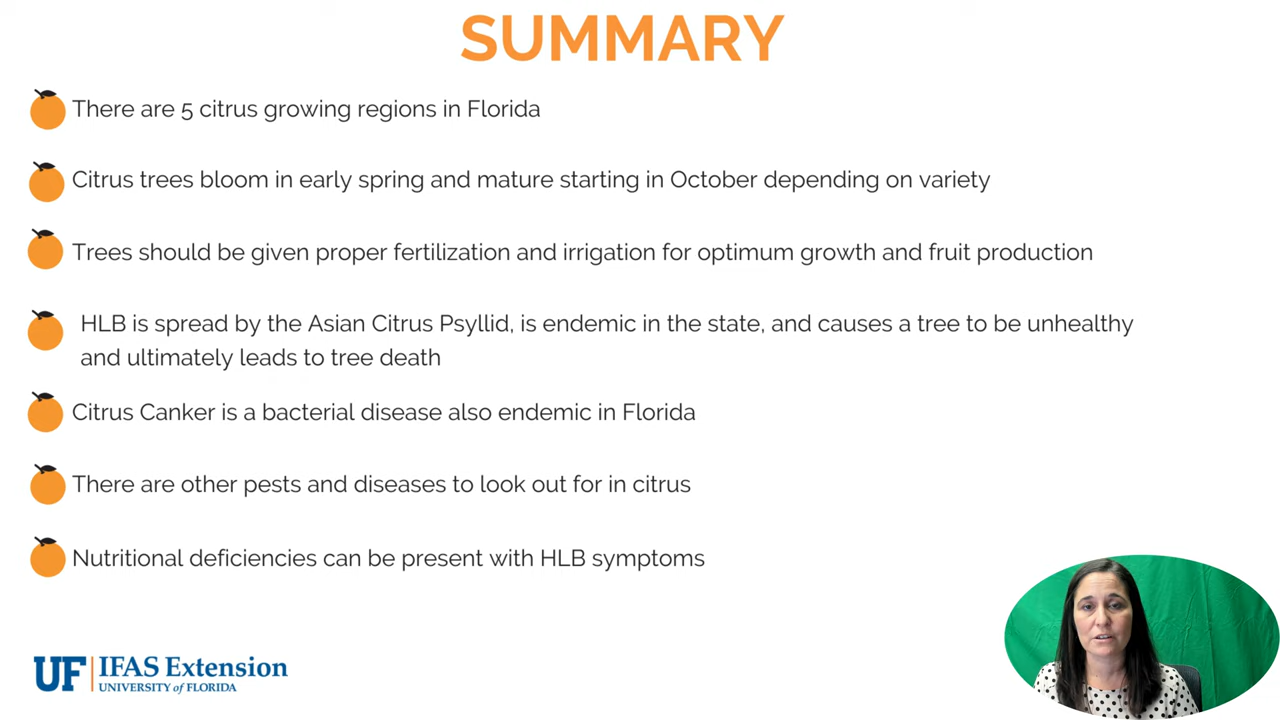 SUMMARY
There are 5 citrus growing regions in Florida
Citrus trees bloom in early spring and mature starting in October depending on variety
Trees should be given proper fertilization and irrigation for optimum growth and fruit production
HLB is spread by the Asian Citrus Psyllid, is endemic in the state, and causes a tree to be unhealthy
and ultimately leads to tree death
Citrus Canker is a bacterial disease also endemic in Florida
There are other pests and diseases to look out for in citrus
Nutritional deficiencies can be present with HLB symptoms
UF IFAS Extension
UNIVERSITY of FLORIDA